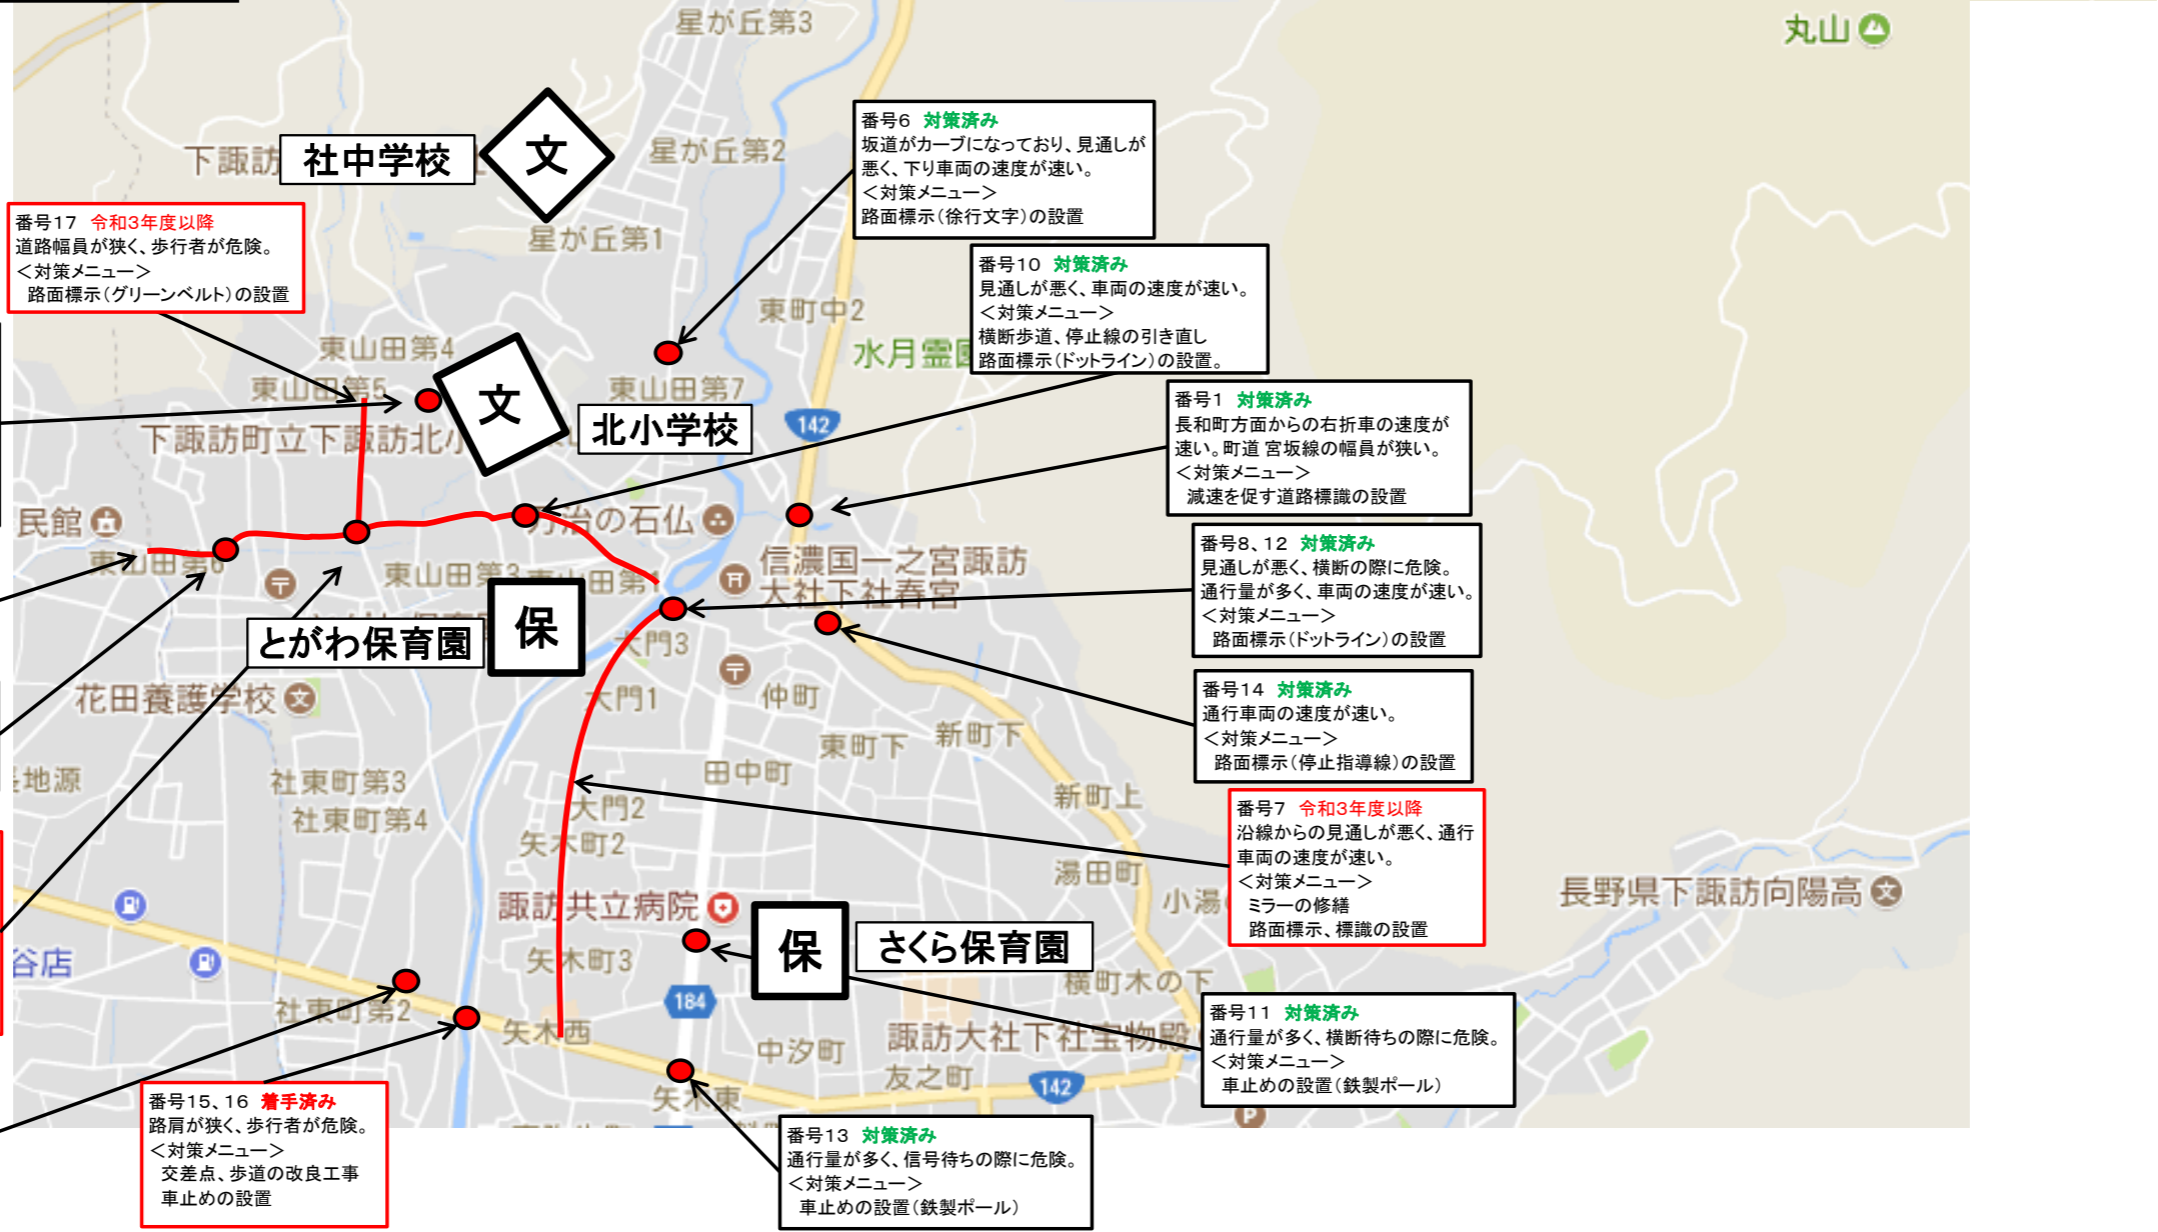 星が丘第3
丸山
下諏訪
社中学校
文
星が丘第2
星が丘第1
番号6 対策済み
坂道がカーブになっており、見通しが
悪く、下り車両の速度が速い。
＜対策メニュー＞
路面標示(徐行文字)の設置
番号17 令和3年度以降
道路幅員が狭く、歩行者が危険。
＜対策メニュー＞
路面標示(グリーンベルト)の設置
番号10 対策済み
見通しが悪く、車両の速度が速い。
＜対策メニュー＞
横断歩道、停止線の引き直し
路面標示(ドットライン)の設置。
東町中2
水月霊園
東山田第4
東山田第5
文
東山田第7
北小学校
142
下諏訪町立下諏訪北小
番号1 対策済み
長和町方面からの右折車の速度が
速い。町道 宮坂線の幅員が狭い。
＜対策メニュー＞
減速を促す道路標識の設置
民館
万治の石仏
東山田第6
東山田第3
東山田第1
信濃国一之宮諏訪
大社下社春宮
番号8、12 対策済み
見通しが悪く、横断の際に危険。
通行量が多く、車両の速度が速い。
＜対策メニュー＞
路面標示(ドットライン)の設置
とがわ保育園
保
大門3
花田養護学校
大門1
仲町
東町下
新町下
番号14 対策済み
通行車両の速度が速い。
＜対策メニュー＞
路面標示(停止指導線)の設置
地源
社東町第3
社東町第4
田中町
大門2
矢木町2
新町上
番号7 令和3年度以降
沿線からの見通しが悪く、通行
車両の速度が速い。
＜対策メニュー＞
ミラーの修繕
路面標示、標識の設置
湯田町
小湯
長野県下諏訪向陽高
諏訪共立病院
保
さくら保育園
谷店
矢木町3
184
横町木の下
社東町第2
矢木西
中汐町
諏訪大社下社宝物殿
友之町
142
矢木東
番号11 対策済み
通行量が多く、横断待ちの際に危険。
＜対策メニュー＞
車止めの設置(鉄製ポール)
P
番号15、16 着手済み
路肩が狭く、歩行者が危険。
＜対策メニュー＞
交差点、歩道の改良工事
車止めの設置
番号13 対策済み
通行量が多く、信号待ちの際に危険。
＜対策メニュー＞
車止めの設置(鉄製ポール)